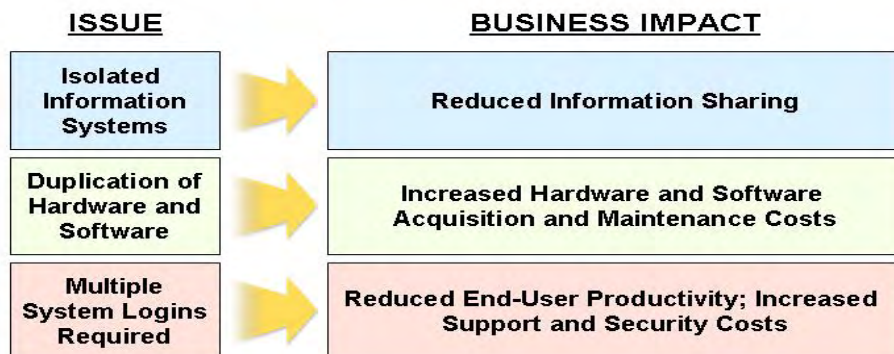 ISSUE
BUSINESS IMPACT
Isolated
Information
Systems
Reduced Information Sharing
Duplication of
Hardware and
Software
Increased Hardware and Software
Acquisition and Maintenance Costs
Multiple
System Logins
Required
Reduced End-User Productivity; Increased
Support and Security Costs